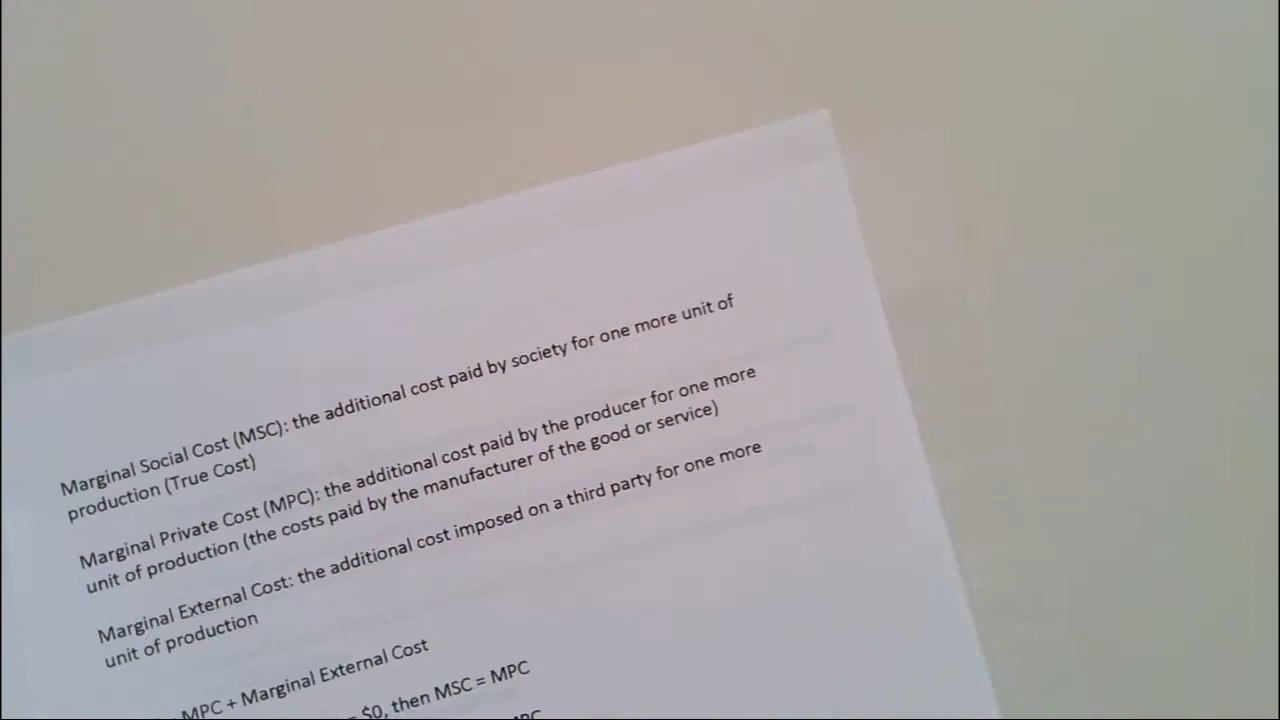 Marginal Social Cost (MSC): the additional cost paid by society for one more unit of
production (True Cost)
Marginal Private Cost (MPC): the additional cost paid by the producer for one more
unit of production (the costs paid by the manufacturer of the good or service)
Marginal External Cost: the additional cost imposed on a third party for one more
unit of production
MPC + Marginal External Cost
= $0, then MSC = MPC